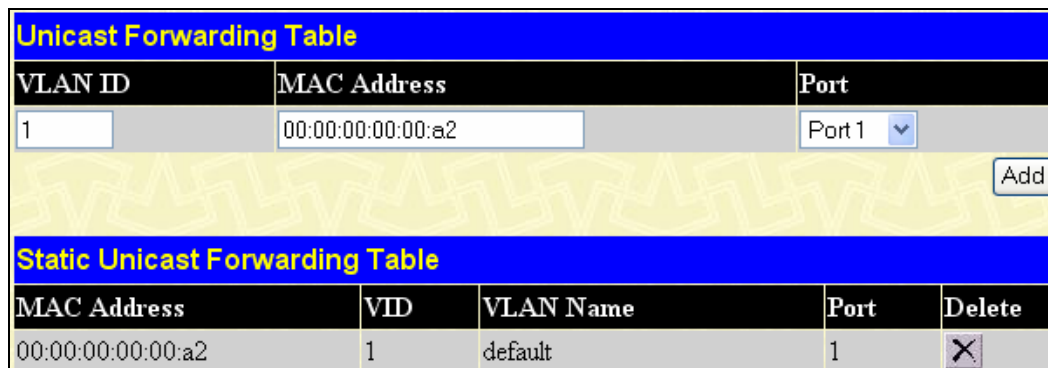 Unicast Forwarding Table
VLAN ID MAC Address Port
1 00:00:00:00:00:a2 Port 1
Add
Static Unicast Forwarding Table
MAC Address VID VLAN Name Port Delete
00:00:00:00:00:a2 1 default 1